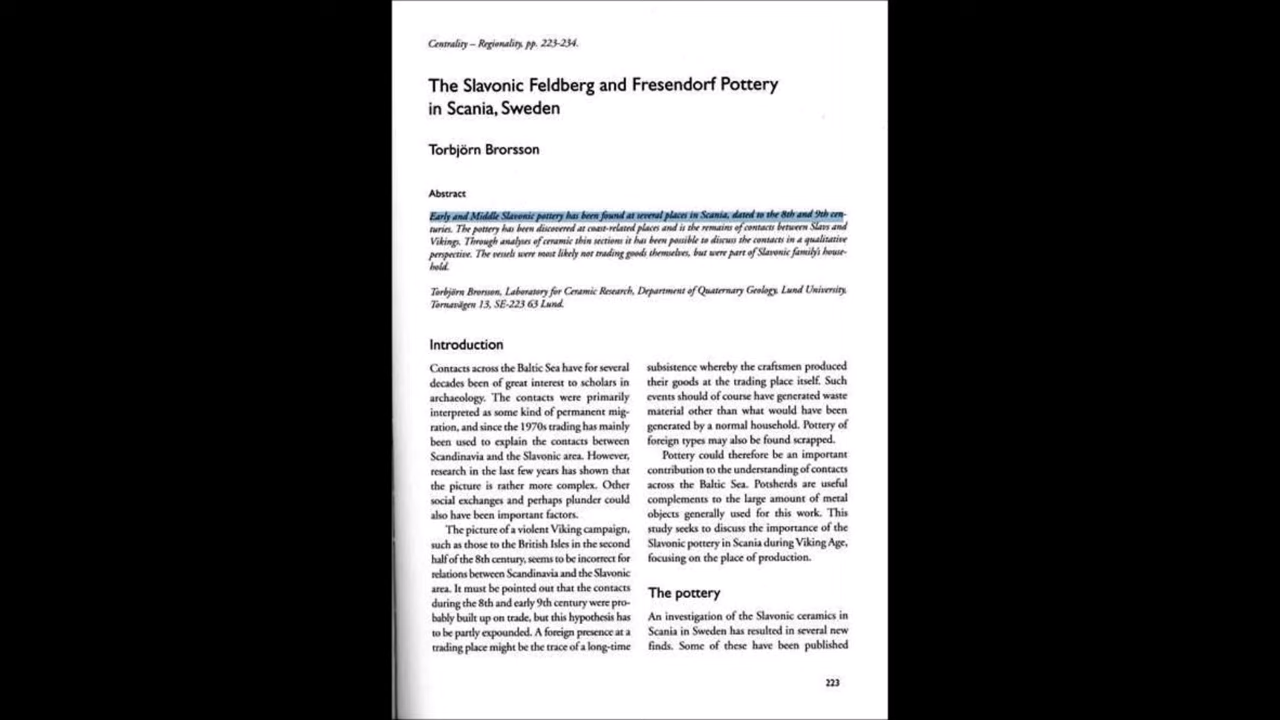 Centrality – Regionality, pp. 223-234.
The Slavonic Feldberg and Fresendorf Pottery
in Scania, Sweden
Torbjörn Brorsson
Abstract
Early and Middle Slavonic pottery has been found at several places in Scania, dated to the 8th and 9th cen-
turies. The pottery has been discovered at coast-related places and is the remains of contacts between Slavs and
Vikings. Through analyses of ceramic thin sections it has been possible to discuss the contacts in a qualitative
perspective. The vessels were most likely not trading goods themselves, but were part of Slavonic family's house-
hold.
Torbjörn Brorsson, Laboratory for Ceramic Research, Department of Quaternary Geology, Lund University,
Tornavägen 13, SE-223 63 Lund.
Introduction
Contacts across the Baltic Sea have for several
decades been of great interest to scholars in
archaeology. The contacts were primarily
interpreted as some kind of permanent mig-
ration, and since the 1970s trading has mainly
been used to explain the contacts between
Scandinavia and the Slavonic area. However,
research in the last few years has shown that
the picture is rather more complex. Other
social exchanges and perhaps plunder could
also have been important factors.
The picture of a violent Viking campaign,
such as those to the British Isles in the second
half of the 8th century, seems to be incorrect for
relations between Scandinavia and the Slavonic
area. It must be pointed out that the contacts
during the 8th and early 9th century were pro-
bably built up on trade, but this hypothesis has
to be partly expounded. A foreign presence at a
trading place might be the trace of a long-time
subsistence whereby the craftsmen produced
their goods at the trading place itself. Such
events should of course have generated waste
material other than what would have been
generated by a normal household. Pottery of
foreign types may also be found scrapped.
Pottery could therefore be an important
contribution to the understanding of contacts
across the Baltic Sea. Potsherds are useful
complements to the large amount of metal
objects generally used for this work. This
study seeks to discuss the importance of the
Slavonic pottery in Scania during Viking Age,
focusing on the place of production.
The pottery
An investigation of the Slavonic ceramics in
Scania in Sweden has resulted in several new
finds. Some of these have been published
223